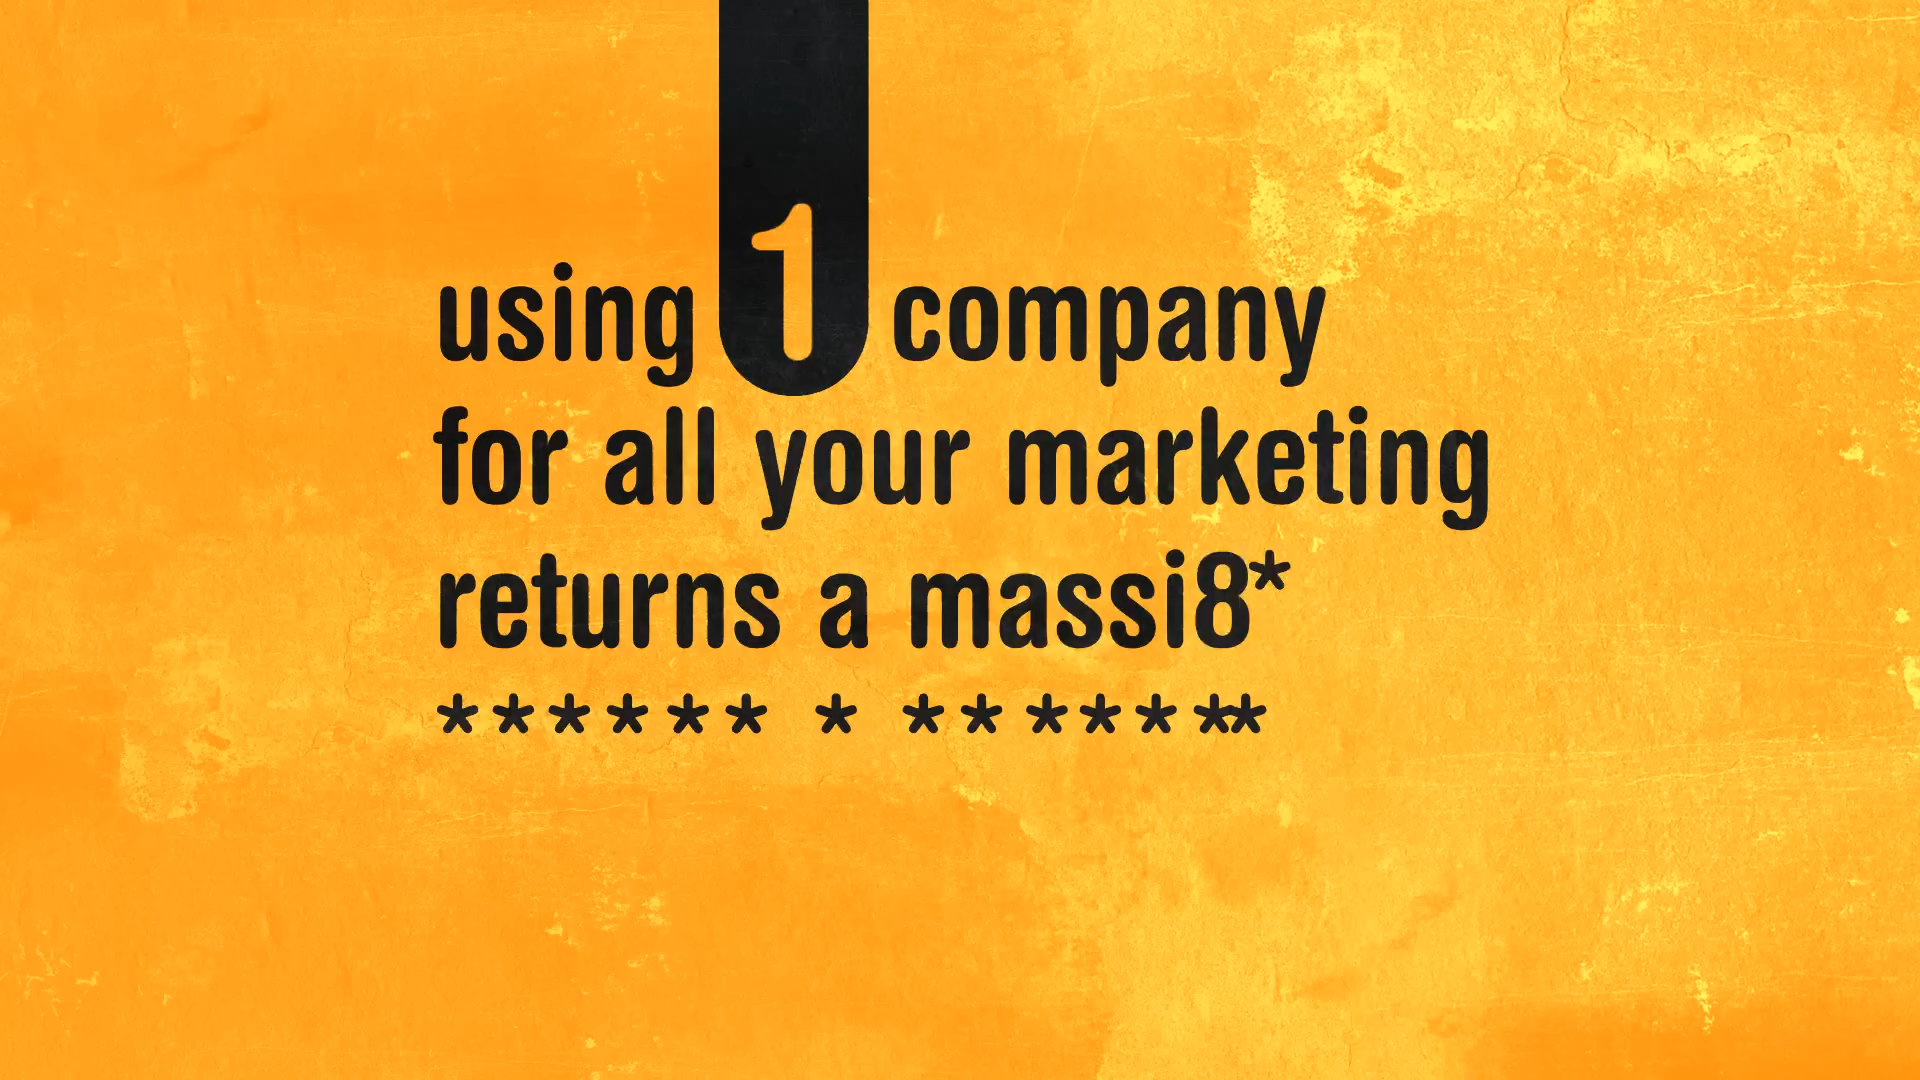 using 1 company
for all your marketing
returns a massi8*
****** * *******